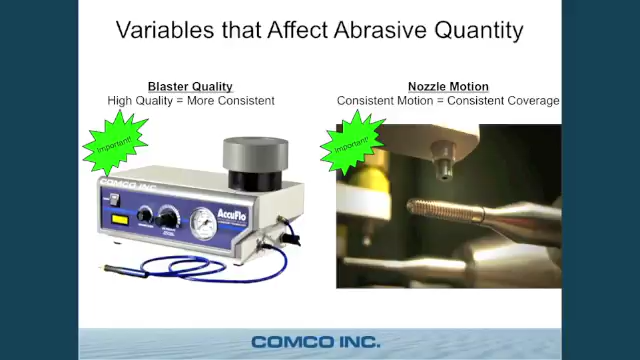 Variables that Affect Abrasive Quantity
Blaster Quality
High Quality = More Consistent
Important!
COMCO INC.
AccuFlo
Nozzle Motion
Consistent Motion = Consistent Coverage
Important!
COMCO INC.